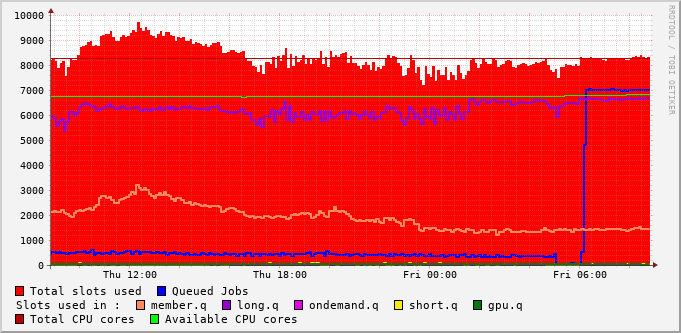 RRDTOOL / TOBI OETIKER
10000
9000
8000
7000
6000
5000
4000
3000
2000
1000
0
Thu 12:00 Thu 18:00 Fri 00:00 Fri 06:00
Total slots used Queued Jobs
Slots used in : member.q long.q ondemand.q short.q gpu.q
Total CPU cores Available CPU cores